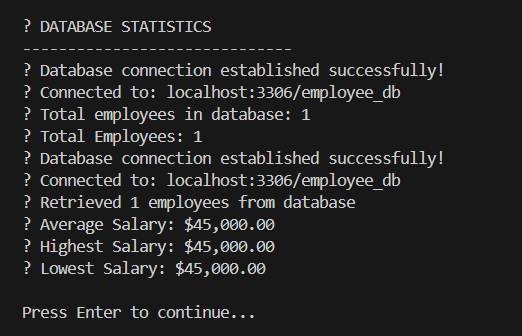 ? DATABASE STATISTICS
------------------------------
? Database connection established successfully!
? Connected to: localhost:3306/employee_db
? Total employees in database: 1
? Total Employees: 1
? Database connection established successfully!
? Connected to: localhost:3306/employee_db
? Retrieved 1 employees from database
? Average Salary: $45,000.00
? Highest Salary: $45,000.00
? Lowest Salary: $45,000.00
Press Enter to continue...